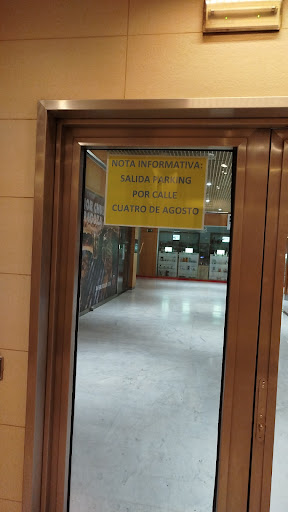 NOTA INFORMATIVA:
SALIDA PARKING
POR CALLE
CUATRO DE AGOSTO